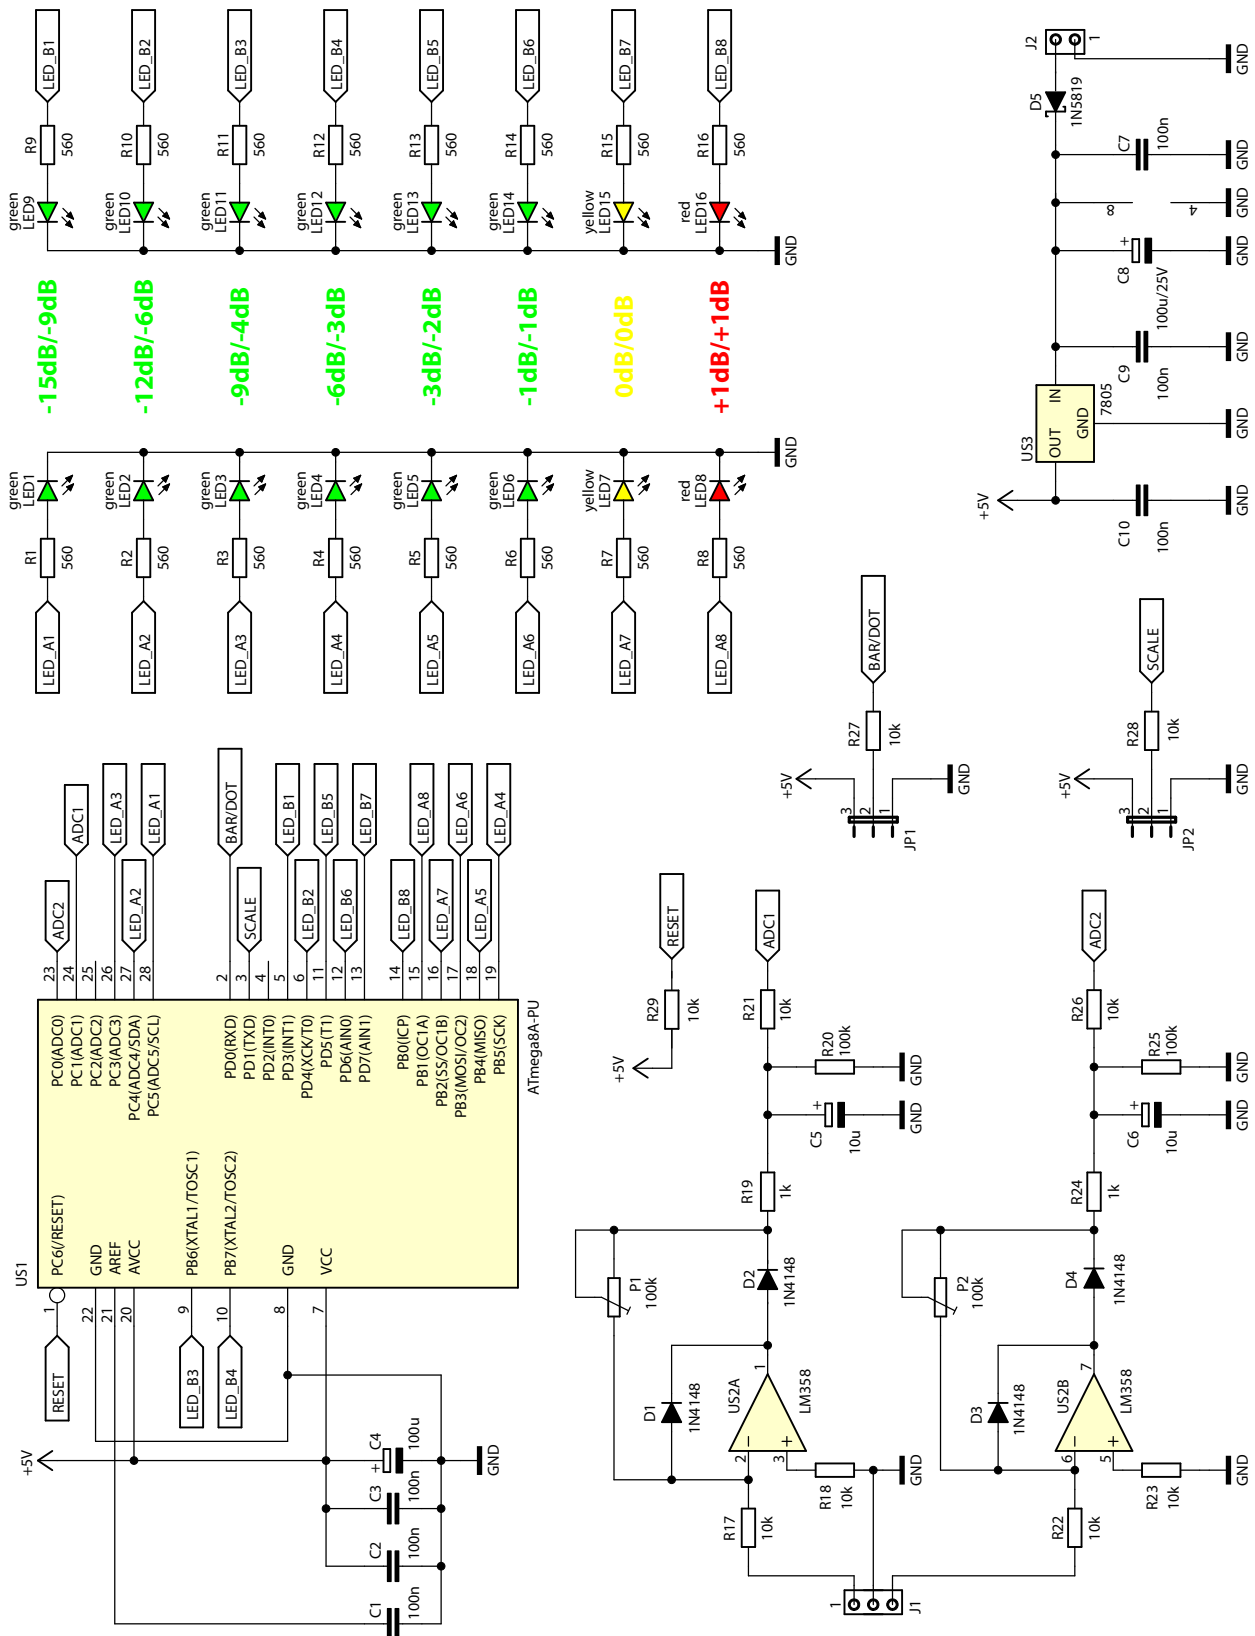 US1
ATmega8A-PU
PC6(/RESET)
GND
AREF
AVCC
PB6(XTAL1/TOSC1)
PB7(XTAL2/TOSC2)
GND
VCC
PC0(ADC0)
PC1(ADC1)
PC2(ADC2)
PC3(ADC3)
PC4(ADC4/SDA)
PC5(ADC5/SCL)
PD0(RXD)
PD1(TXD)
PD2(INT0)
PD3(INT1)
PD4(XCK/T0)
PD5(T1)
PD6(AIN0)
PD7(AIN1)
PB0(ICP)
PB1(OC1A)
PB2(SS/OC1B)
PB3(MOSI/OC2)
PB4(MISO)
PB5(SCK)
1
22
21
20
9
10
8
7
23
24
25
26
27
28
2
3
4
5
6
11
12
13
14
15
16
17
18
19
RESET
LED_B3
LED_B4
ADC2
ADC1
LED_A3
LED_A2
LED_A1
BAR/DOT
SCALE
LED_B1
LED_B2
LED_B5
LED_B6
LED_B7
LED_B8
LED_A8
LED_A7
LED_A6
LED_A5
LED_A4
+5V
C1
100n
C2
100n
C3
100n
C4
+
100u
GND
LED_A1
R1
560
green
LED1
-15dB/-9dB
green
LED9
R9
560
LED_B1
LED_A2
R2
560
green
LED2
-12dB/-6dB
green
LED10
R10
560
LED_B2
LED_A3
R3
560
green
LED3
-9dB/-4dB
green
LED11
R11
560
LED_B3
LED_A4
R4
560
green
LED4
-6dB/-3dB
green
LED12
R12
560
LED_B4
LED_A5
R5
560
green
LED5
-3dB/-2dB
green
LED13
R13
560
LED_B5
LED_A6
R6
560
green
LED6
-1dB/-1dB
green
LED14
R14
560
LED_B6
LED_A7
R7
560
yellow
LED7
0dB/0dB
yellow
LED15
R15
560
LED_B7
LED_A8
R8
560
red
LED8
+1dB/+1dB
red
LED16
R16
560
LED_B8
GND
GND
J1
1
R17
10k
R18
10k
GND
2
3
1
−
+
US2A
LM358
D1
1N4148
D2
1N4148
P1
100k
R19
1k
C5
+
10u
GND
R20
100k
GND
R21
10k
ADC1
+5V
R29
10k
RESET
R22
10k
R23
10k
GND
6
5
7
−
+
US2B
LM358
D3
1N4148
D4
1N4148
P2
100k
R24
1k
C6
+
10u
GND
R25
100k
GND
R26
10k
ADC2
JP1
3
2
1
+5V
GND
R27
10k
BAR/DOT
JP2
3
2
1
+5V
GND
R28
10k
SCALE
+5V
C10
100n
GND
US3
OUT
IN
GND
7805
GND
C9
100n
GND
C8
+
100u/25V
GND
8
4
GND
C7
100n
GND
D5
1N5819
J2
1
GND